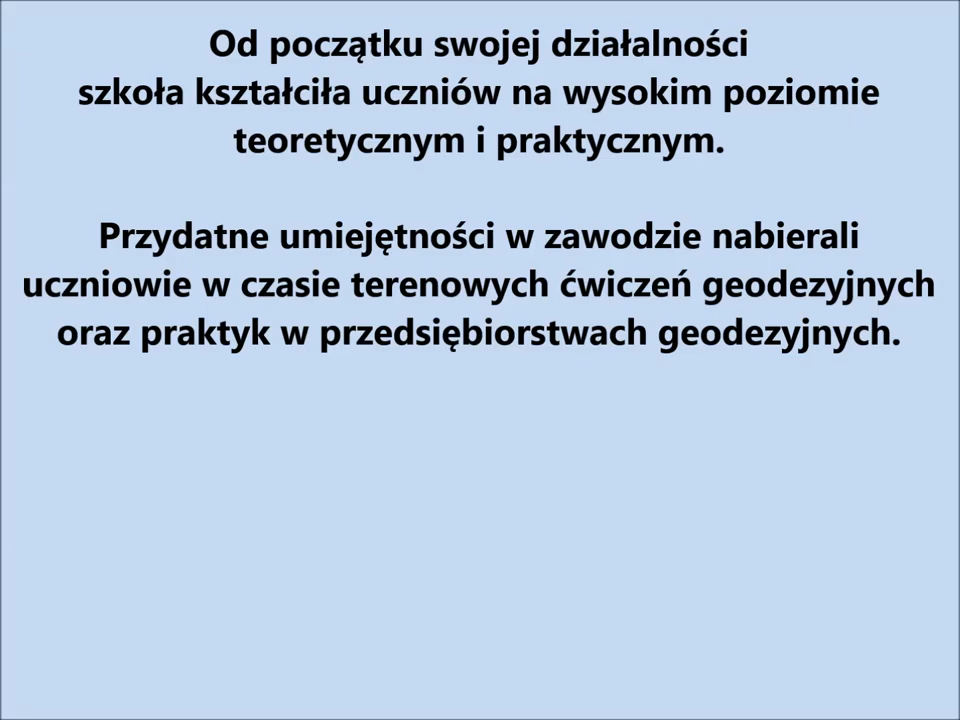 Od początku swojej działalności
szkoła kształciła uczniów na wysokim poziomie
teoretycznym i praktycznym.
Przydatne umiejętności w zawodzie nabierali
uczniowie w czasie terenowych ćwiczeń geodezyjnych
oraz praktyk w przedsiębiorstwach geodezyjnych.